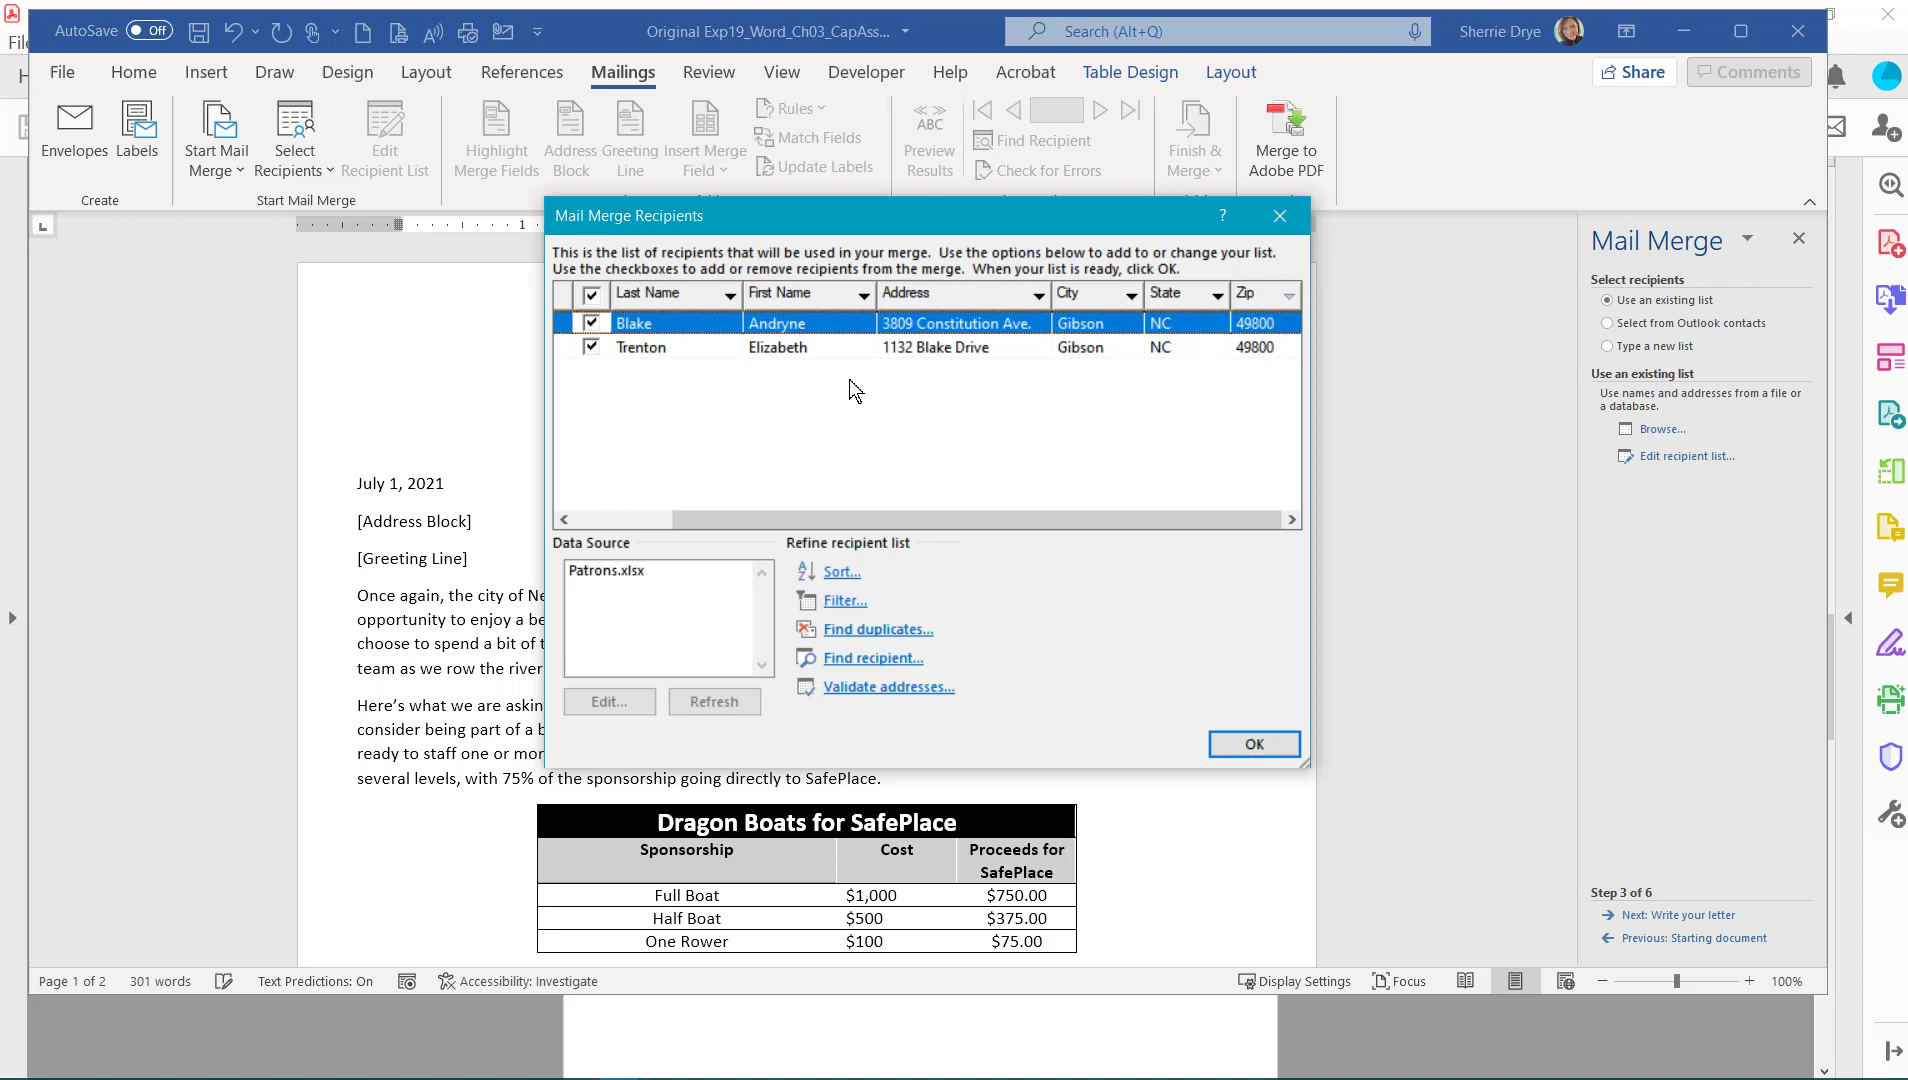 AutoSave Off
Original Exp19_Word_Ch03_CapAss...
Search (Alt+Q)
Sherrie Drye
File Home Insert Draw Design Layout References Mailings Review View Developer Help Acrobat Table Design Layout
Share
Comments
Envelopes
Labels
Create
Start Mail
Merge
Select
Recipients
Edit
Recipient List
Start Mail Merge
Highlight
Merge Fields
Address
Block
Greeting
Line
Insert Merge
Field
Rules
Match Fields
Update Labels
ABC
Preview
Results
Find Recipient
Check for Errors
Finish &
Merge
Merge to
Adobe PDF
Mail Merge Recipients
?
This is the list of recipients that will be used in your merge. Use the options below to add to or change your list.
Use the checkboxes to add or remove recipients from the merge. When your list is ready, click OK.
Last Name First Name Address City State Zip
Blake Andryne 3809 Constitution Ave. Gibson NC 49800
Trenton Elizabeth 1132 Blake Drive Gibson NC 49800
Data Source
Patrons.xlsx
Edit...
Refresh
Refine recipient list
Sort...
Filter...
Find duplicates...
Find recipient...
Validate addresses...
OK
1
July 1, 2021
[Address Block]
[Greeting Line]
Once again, the city of Ne
opportunity to enjoy a be
choose to spend a bit of t
team as we row the river
Here's what we are askin
consider being part of a b
ready to staff one or mor
several levels, with 75% of the sponsorship going directly to SafePlace.
Dragon Boats for SafePlace
Sponsorship Cost Proceeds for
SafePlace
Full Boat $1,000 $750.00
Half Boat $500 $375.00
One Rower $100 $75.00
Mail Merge
Select recipients
Use an existing list
Select from Outlook contacts
Type a new list
Use an existing list
Use names and addresses from a file or
a database.
Browse...
Edit recipient list...
Step 3 of 6
Next: Write your letter
Previous: Starting document
Page 1 of 2
301 words
Text Predictions: On
Accessibility: Investigate
Display Settings
Focus
100%